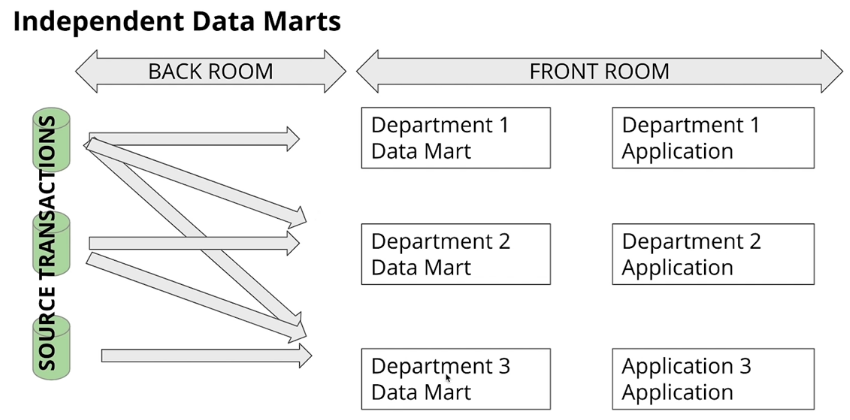 Independent Data Marts
BACK ROOM
FRONT ROOM
SOURCE TRANSACTIONS
Department 1
Data Mart
Department 1
Application
Department 2
Data Mart
Department 2
Application
Department 3
Data Mart
Application 3
Application